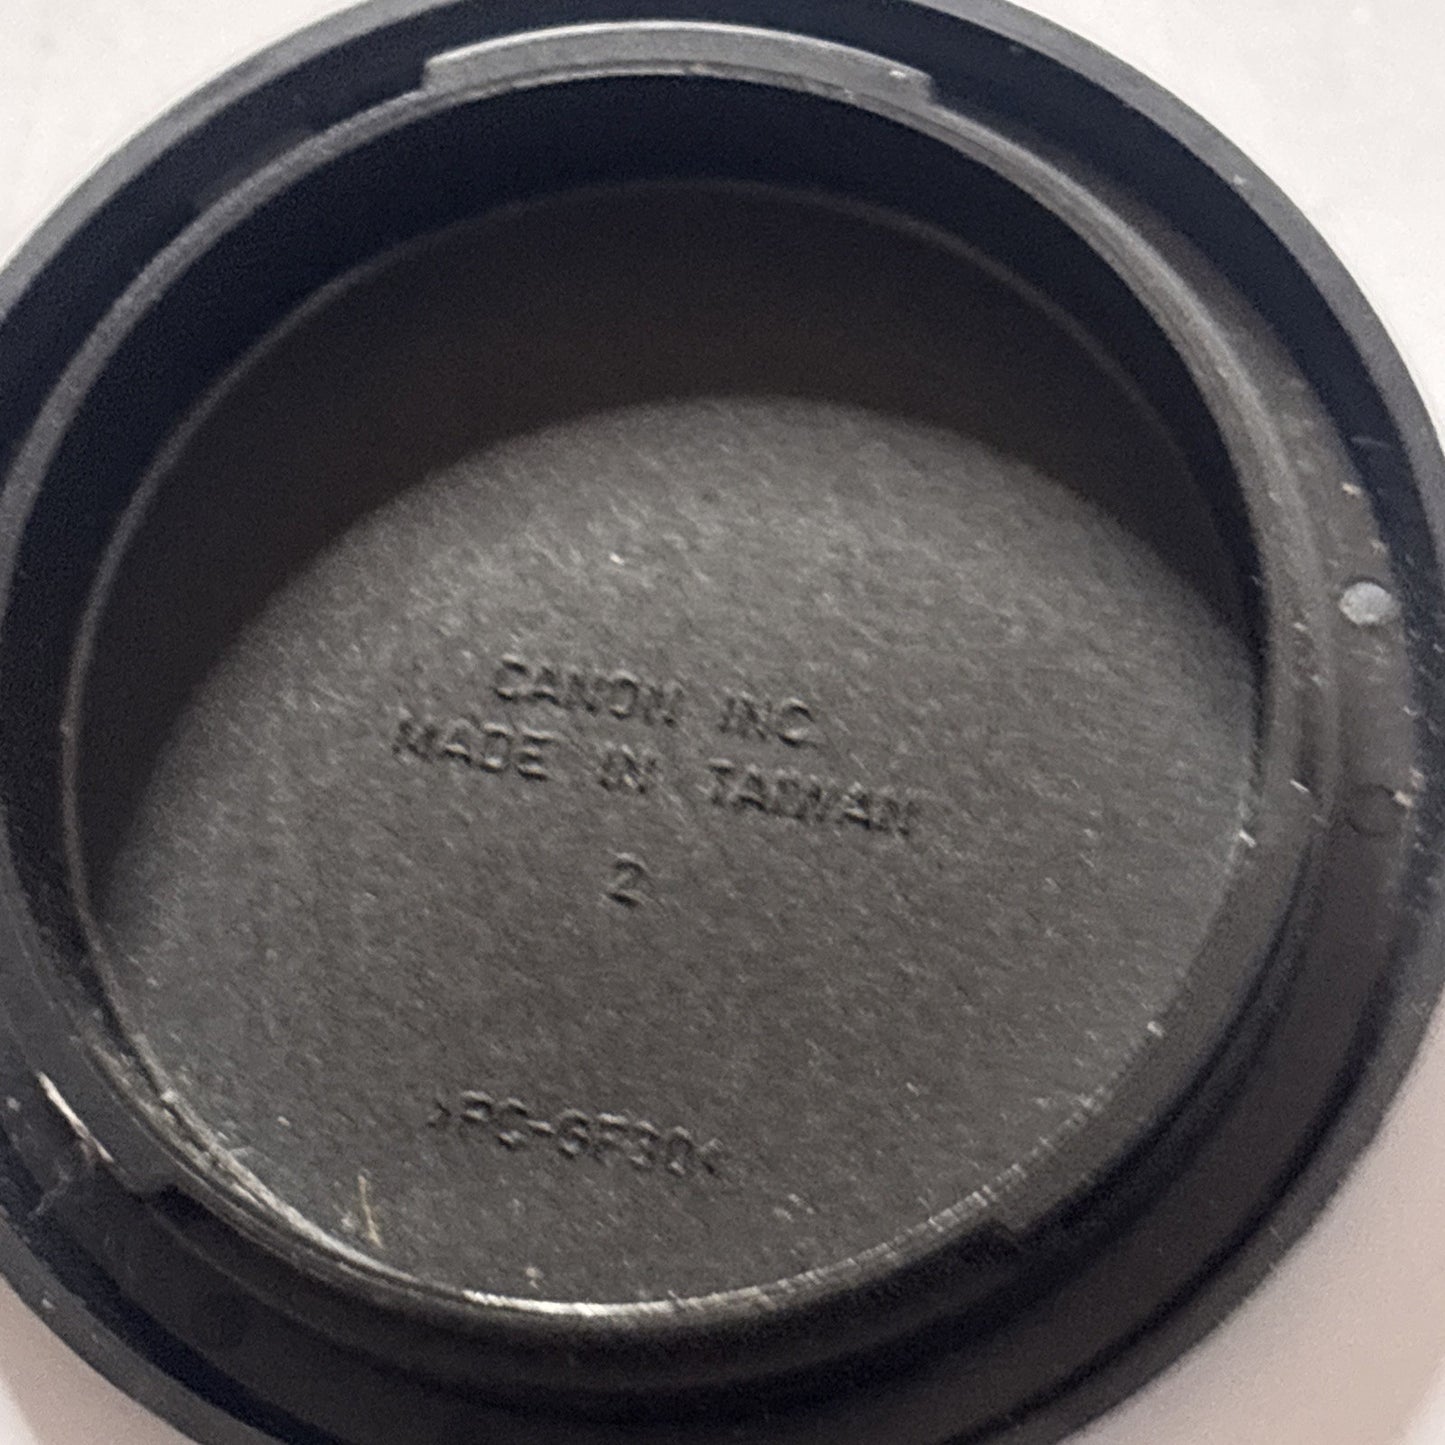 CANON INC.
MADE IN TAIWAN
2
>PC-GF30<